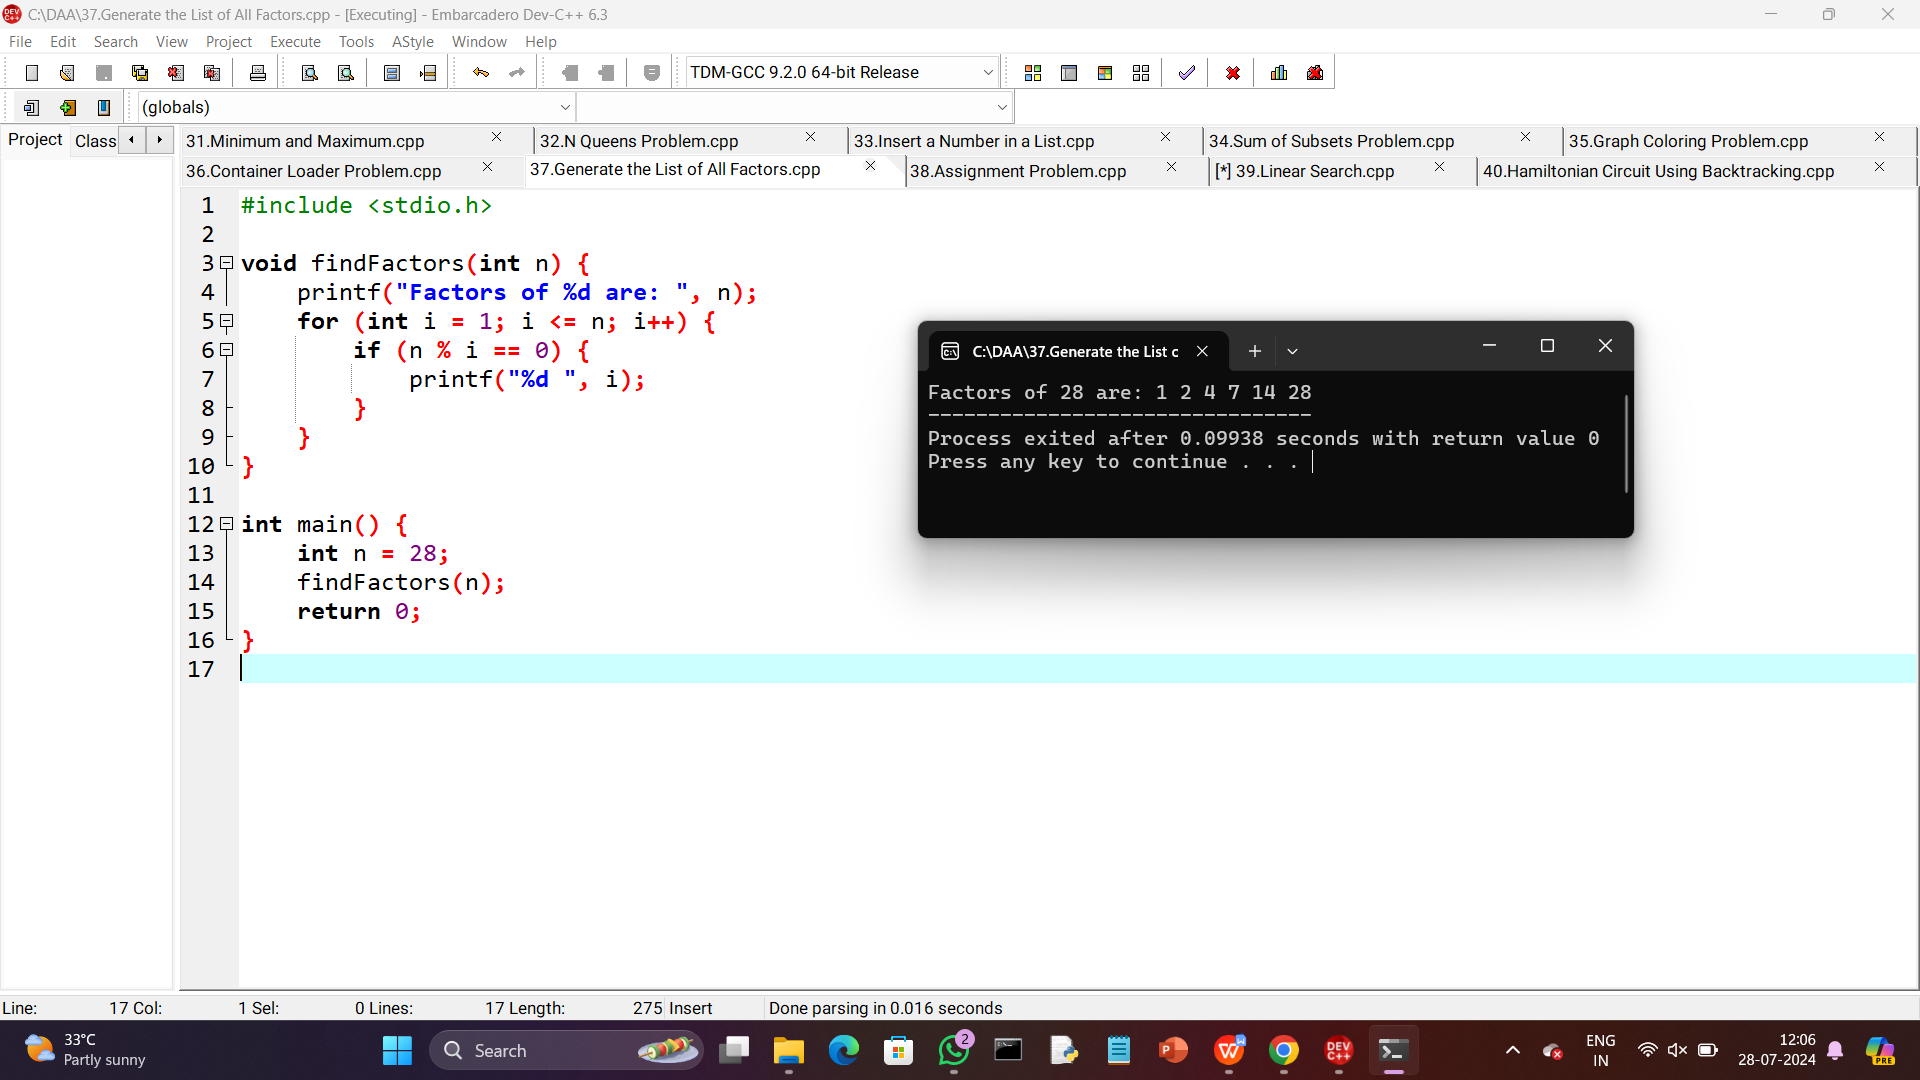 C:\DAA\37.Generate the List of All Factors.cpp - [Executing] - Embarcadero Dev-C++ 6.3
File Edit Search View Project Execute Tools AStyle Window Help
TDM-GCC 9.2.0 64-bit Release
(globals)
Project Class
31.Minimum and Maximum.cpp 32.N Queens Problem.cpp 33.Insert a Number in a List.cpp 34.Sum of Subsets Problem.cpp 35.Graph Coloring Problem.cpp
36.Container Loader Problem.cpp 37.Generate the List of All Factors.cpp 38.Assignment Problem.cpp [*] 39.Linear Search.cpp 40.Hamiltonian Circuit Using Backtracking.cpp
1 #include <stdio.h>
2
3 void findFactors(int n) {
4 printf("Factors of %d are: ", n);
5 for (int i = 1; i <= n; i++) {
6 if (n % i == 0) {
7 printf("%d ", i);
8 }
9 }
10 }
11
12 int main() {
13 int n = 28;
14 findFactors(n);
15 return 0;
16 }
17
C:\DAA\37.Generate the List c
Factors of 28 are: 1 2 4 7 14 28
--------------------------------
Process exited after 0.09938 seconds with return value 0
Press any key to continue . . .
Line: 17 Col: 1 Sel: 0 Lines: 17 Length: 275 Insert Done parsing in 0.016 seconds
33°C
Partly sunny
Search
2
DEV C++
ENG
IN
12:06
28-07-2024
PRE